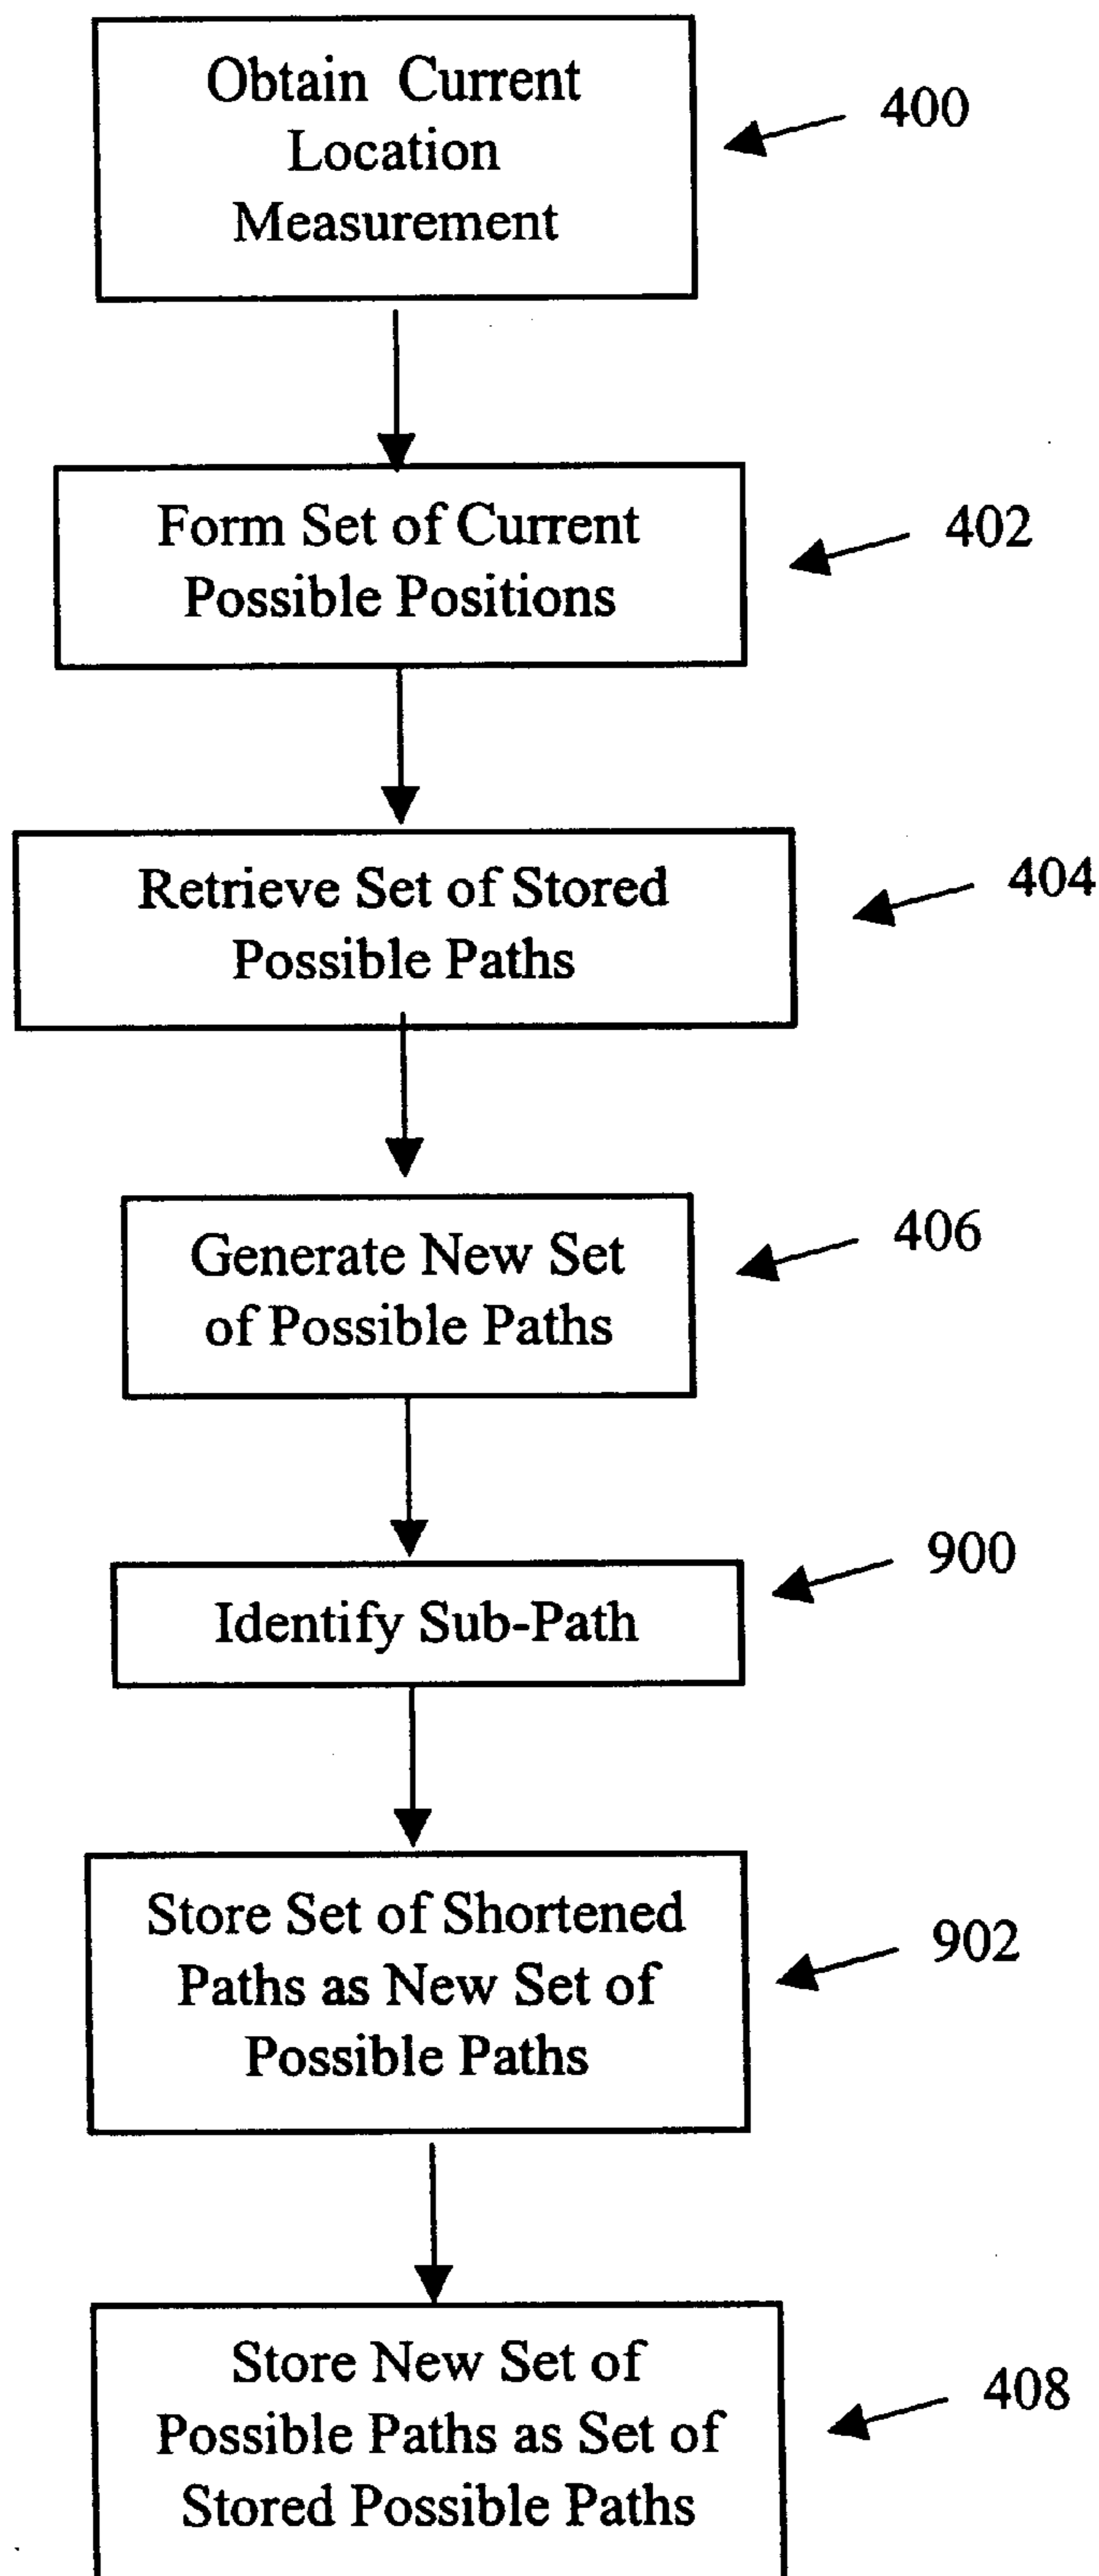 Obtain Current
Location
Measurement
400
Form Set of Current
Possible Positions
402
Retrieve Set of Stored
Possible Paths
404
Generate New Set
of Possible Paths
406
Identify Sub-Path
900
Store Set of Shortened
Paths as New Set of
Possible Paths
902
Store New Set of
Possible Paths as Set of
Stored Possible Paths
408